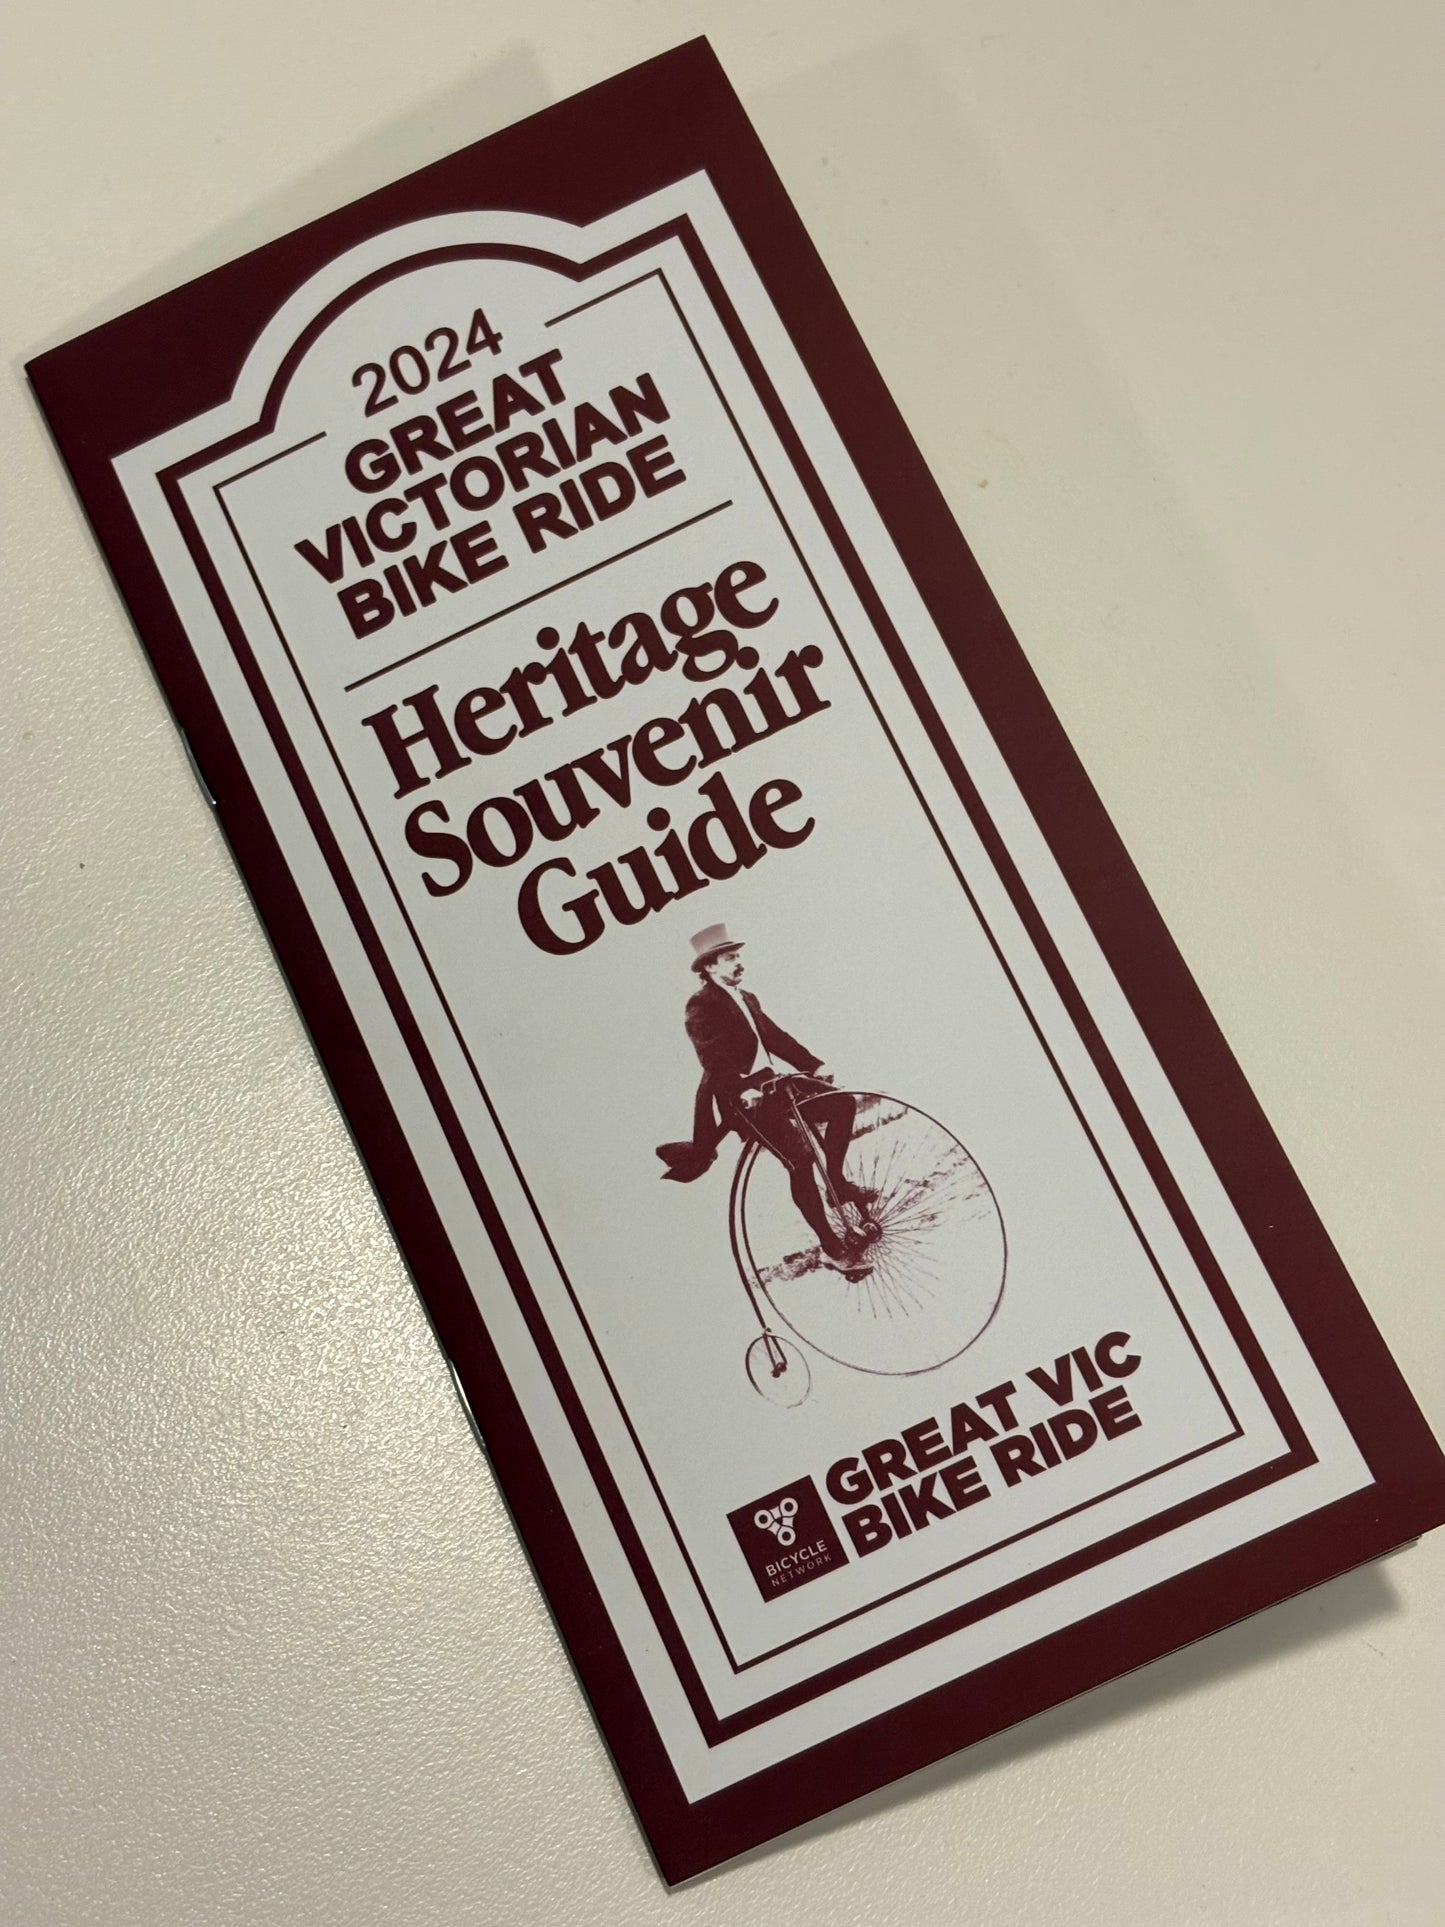 2024
GREAT
VICTORIAN
BIKE RIDE
Heritage
Souvenir
Guide
BICYCLE
NETWORK
GREAT VIC
BIKE RIDE